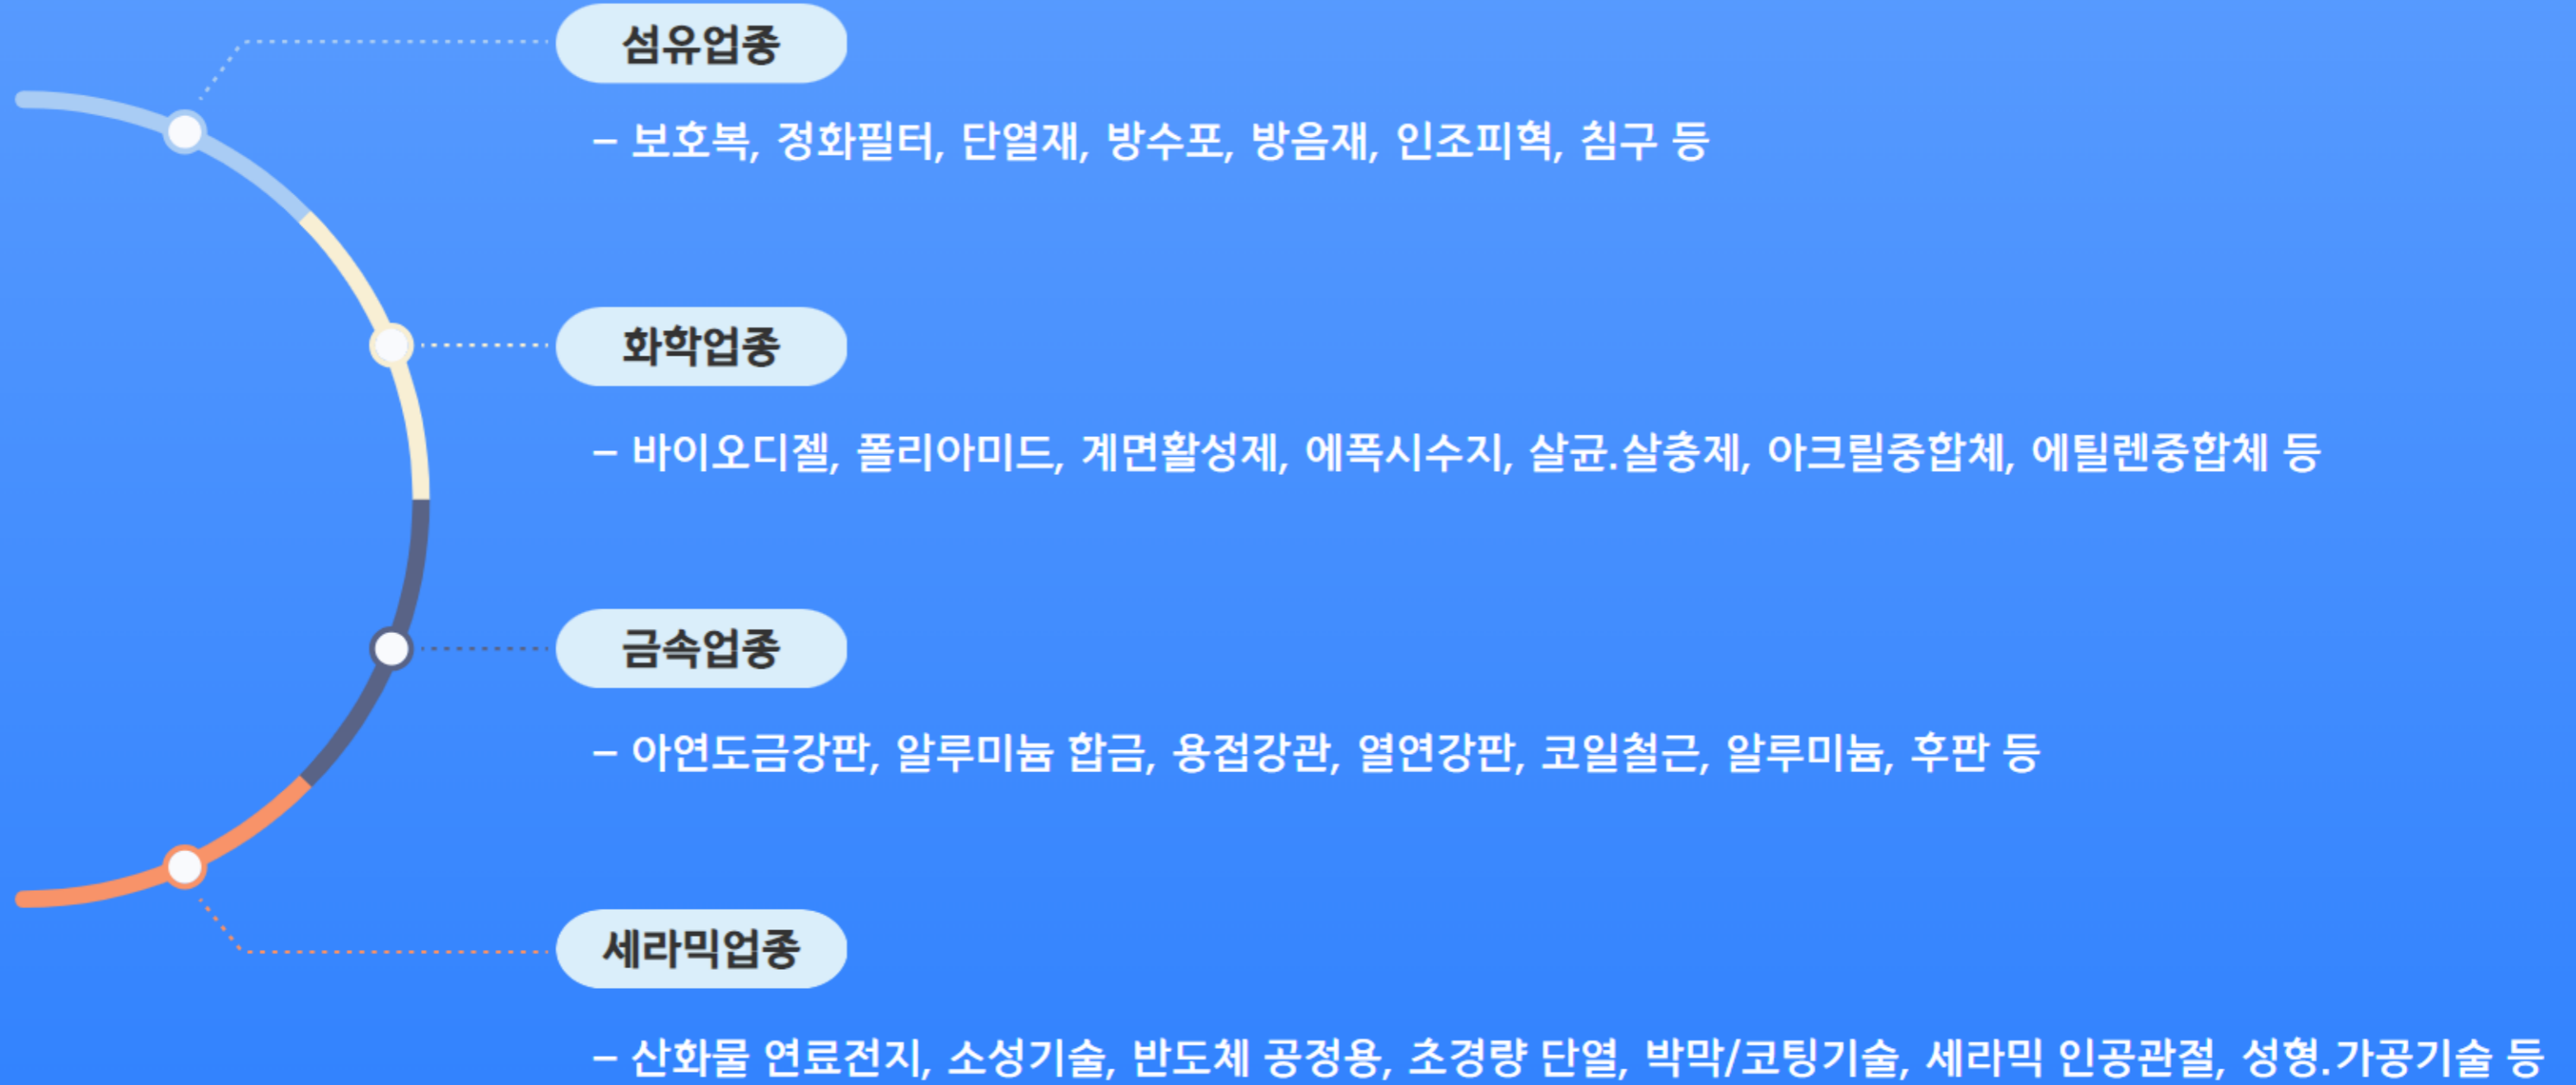 섬유업종
– 보호복, 정화필터, 단열재, 방수포, 방음재, 인조피혁, 침구 등
화학업종
– 바이오디젤, 폴리아미드, 계면활성제, 에폭시수지, 살균.살충제, 아크릴중합체, 에틸렌중합체 등
금속업종
– 아연도금강판, 알루미늄 합금, 용접강관, 열연강판, 코일철근, 알루미늄, 후판 등
세라믹업종
– 산화물 연료전지, 소성기술, 반도체 공정용, 초경량 단열, 박막/코팅기술, 세라믹 인공관절, 성형.가공기술 등